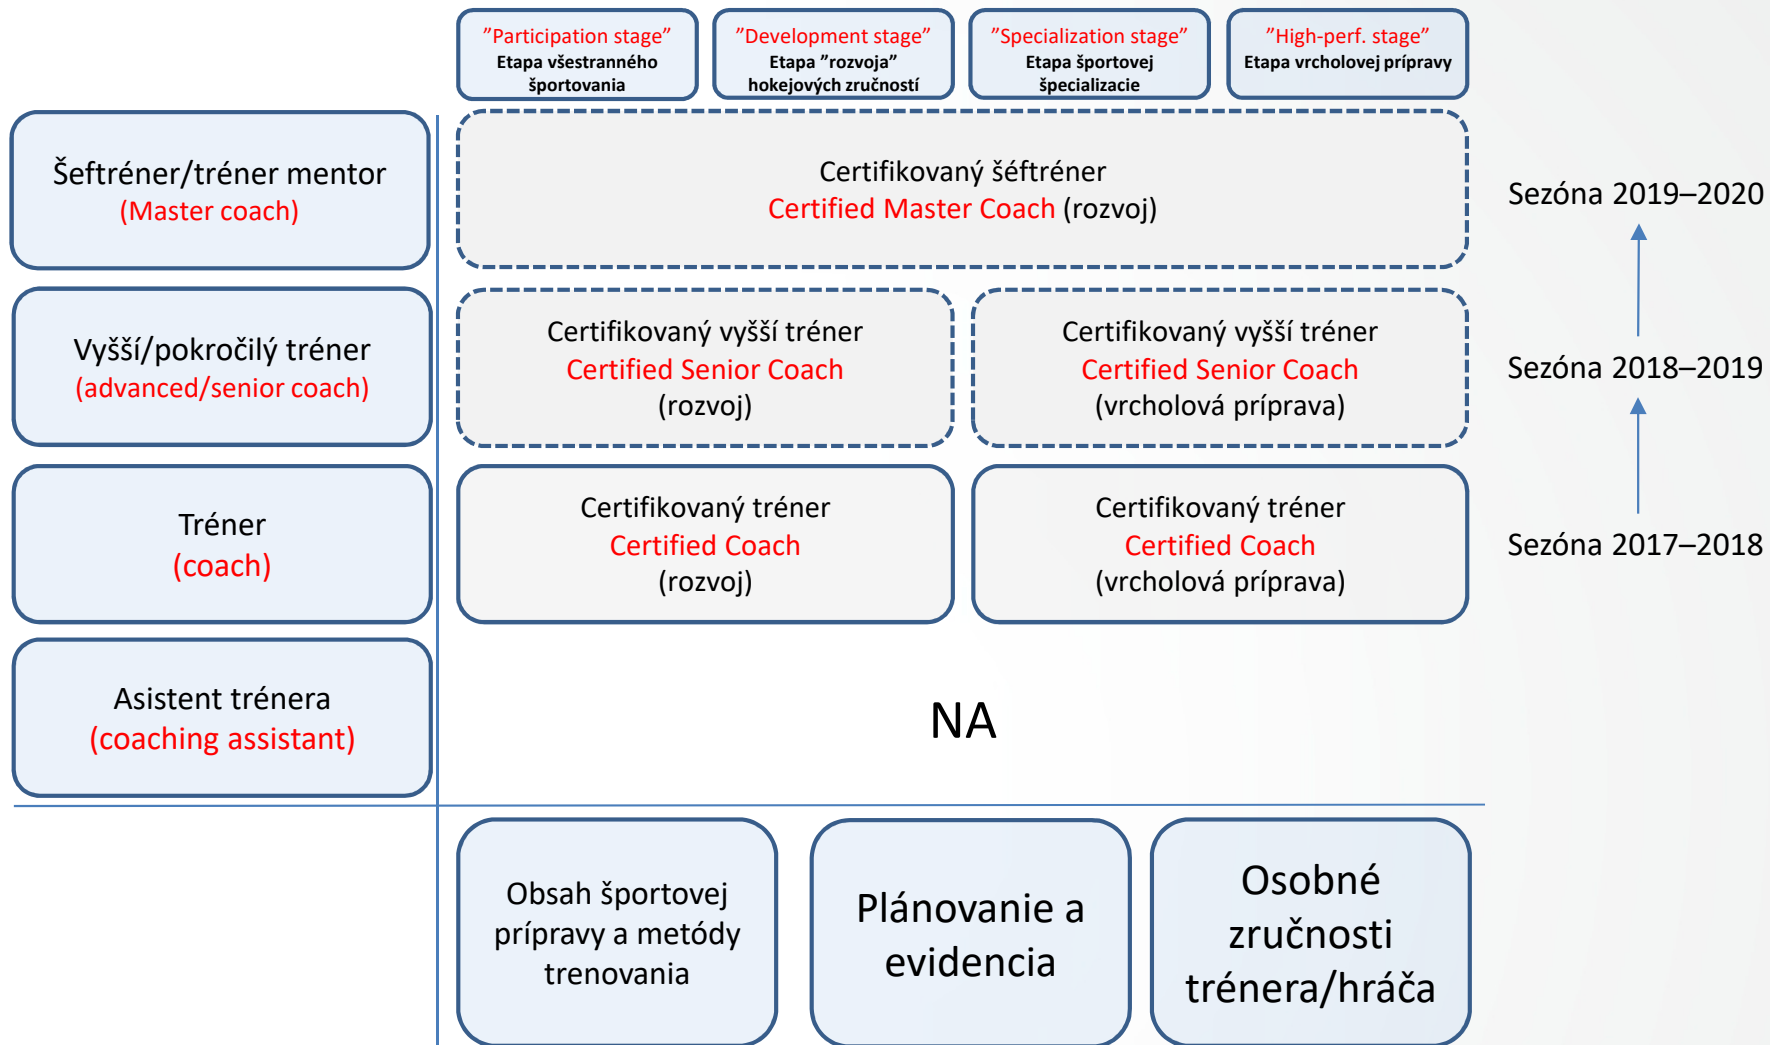 ”Participation stage”
Etapa všestranného
športovania
”Development stage”
Etapa ”rozvoja”
hokejových zručností
”Specialization stage”
Etapa športovej
špecializacie
”High-perf. stage”
Etapa vrcholovej prípravy
Šeftréner/tréner mentor
(Master coach)
Certifikovaný šéftréner
Certified Master Coach (rozvoj)
Sezóna 2019–2020
Vyšší/pokročilý tréner
(advanced/senior coach)
Certifikovaný vyšší tréner
Certified Senior Coach
(rozvoj)
Certifikovaný vyšší tréner
Certified Senior Coach
(vrcholová príprava)
Sezóna 2018–2019
Tréner
(coach)
Certifikovaný tréner
Certified Coach
(rozvoj)
Certifikovaný tréner
Certified Coach
(vrcholová príprava)
Sezóna 2017–2018
Asistent trénera
(coaching assistant)
NA
Obsah športovej
prípravy a metódy
trenovania
Plánovanie a
evidencia
Osobné
zručnosti
trénera/hráča